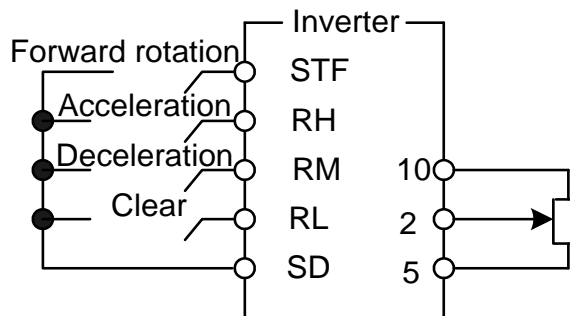 Inverter
Forward rotation STF
Acceleration RH
Deceleration RM 10
Clear RL 2
SD 5